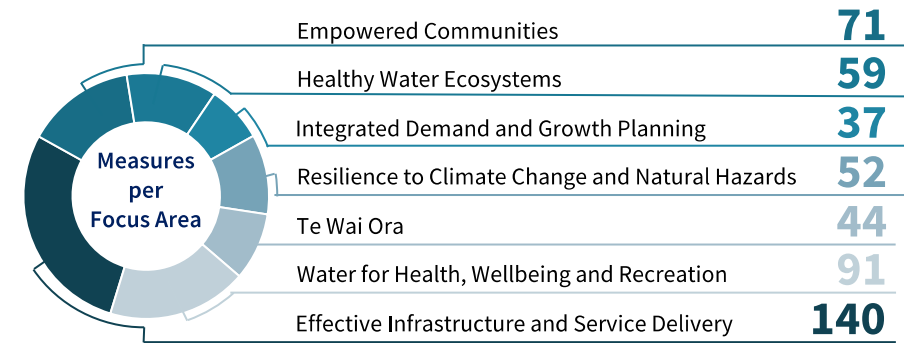 Measures
per
Focus Area
Empowered Communities 71
Healthy Water Ecosystems 59
Integrated Demand and Growth Planning 37
Resilience to Climate Change and Natural Hazards 52
Te Wai Ora 44
Water for Health, Wellbeing and Recreation 91
Effective Infrastructure and Service Delivery 140